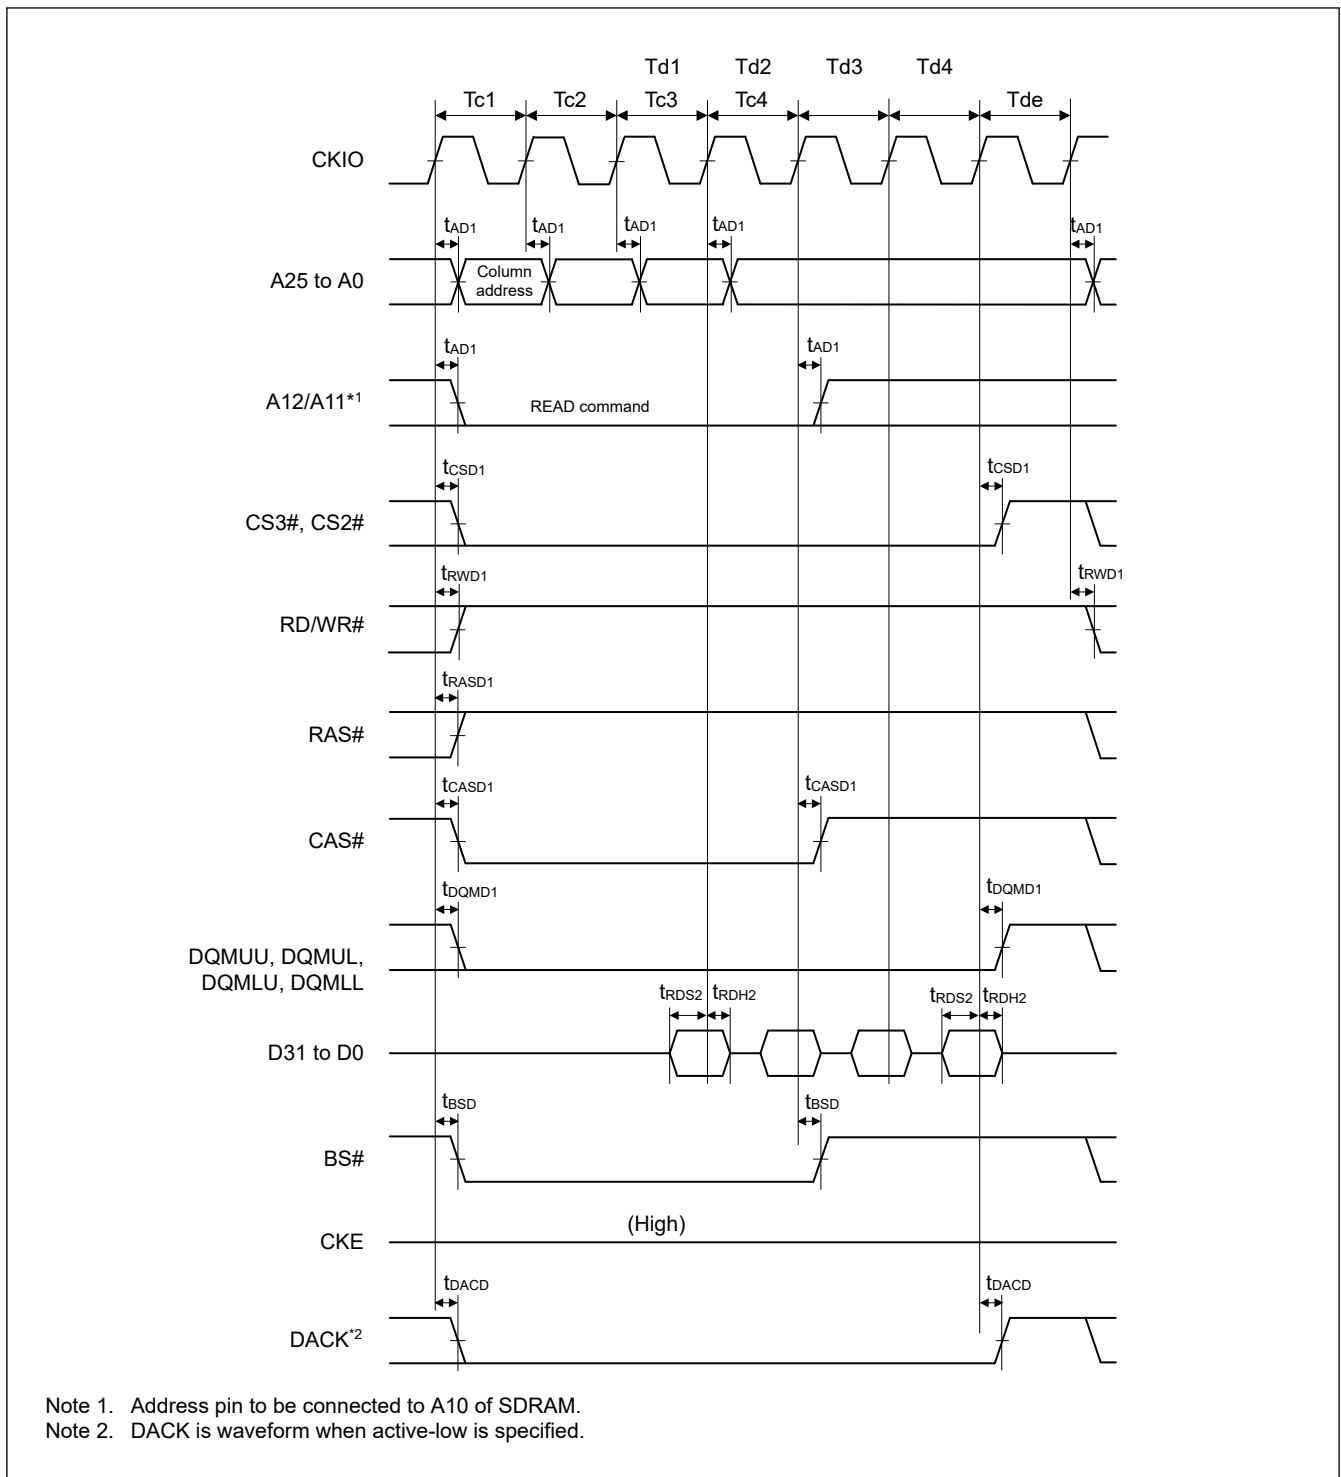 Td1 Td2 Td3 Td4
Tc1 Tc2 Tc3 Tc4 Tde
CKIO
tAD1 tAD1 tAD1 tAD1 tAD1
A25 to A0
Column
address
tAD1 tAD1
A12/A11*1
READ command
tCSD1 tCSD1
CS3#, CS2#
tRWD1 tRWD1
RD/WR#
tRASD1
RAS#
tCASD1 tCASD1
CAS#
tDQMD1 tDQMD1
DQMUU, DQMUL,
DQMLU, DQMLL
tRDS2 tRDH2 tRDS2 tRDH2
D31 to D0
tBSD tBSD
BS#
(High)
CKE
tDACD tDACD
DACK*2
Note 1. Address pin to be connected to A10 of SDRAM.
Note 2. DACK is waveform when active-low is specified.